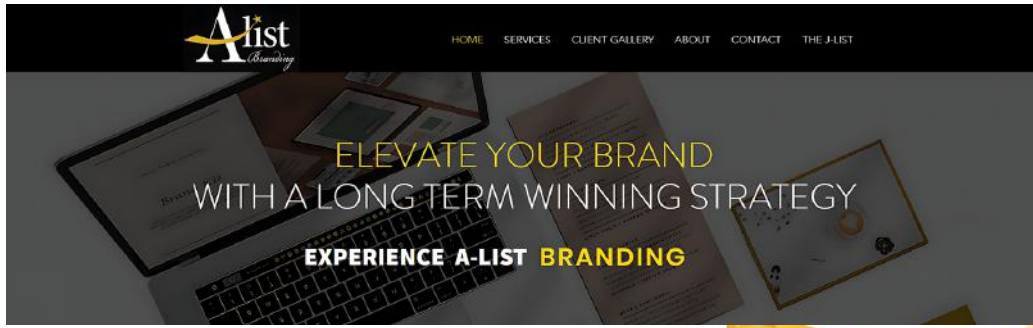 Alist
Branding
HOME SERVICES CLIENT GALLERY ABOUT CONTACT THE J-LIST
ELEVATE YOUR BRAND
WITH A LONG TERM WINNING STRATEGY
EXPERIENCE A-LIST BRANDING